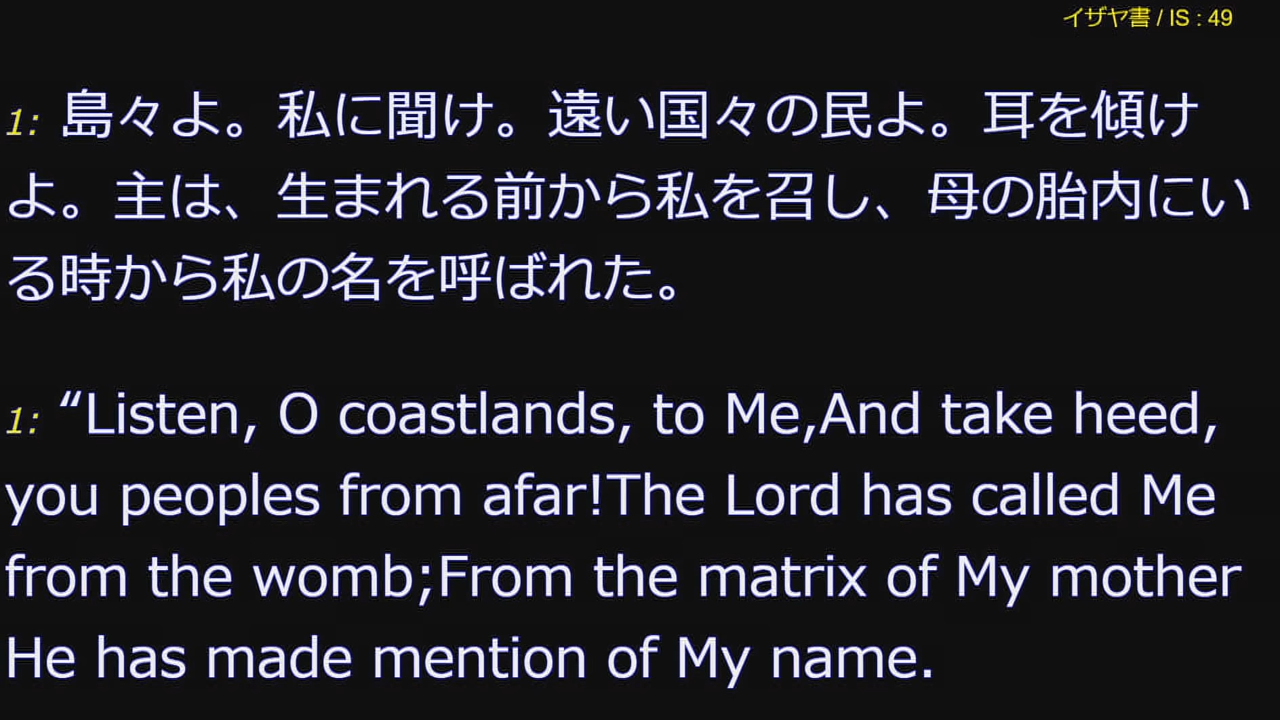 イザヤ書 / IS : 49
1: 島々よ。私に聞け。遠い国々の民よ。耳を傾け
よ。主は、生まれる前から私を召し、母の胎内にい
る時から私の名を呼ばれた。
1: “Listen, O coastlands, to Me,And take heed,
you peoples from afar!The Lord has called Me
from the womb;From the matrix of My mother
He has made mention of My name.